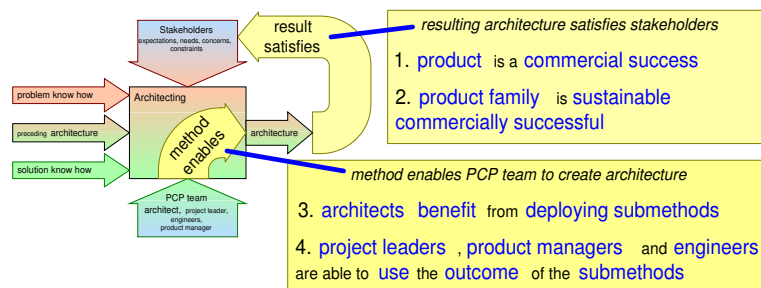 Stakeholders
expectations, needs, concerns,
constraints
result
satisfies
problem know how
preceding architecture
solution know how
Architecting
method
enables
architecture
PCP team
architect, project leader,
engineers,
product manager
resulting architecture satisfies stakeholders
1. product is a commercial success
2. product family is sustainable
commercially successful
method enables PCP team to create architecture
3. architects benefit from deploying submethods
4. project leaders , product managers and engineers
are able to use the outcome of the submethods